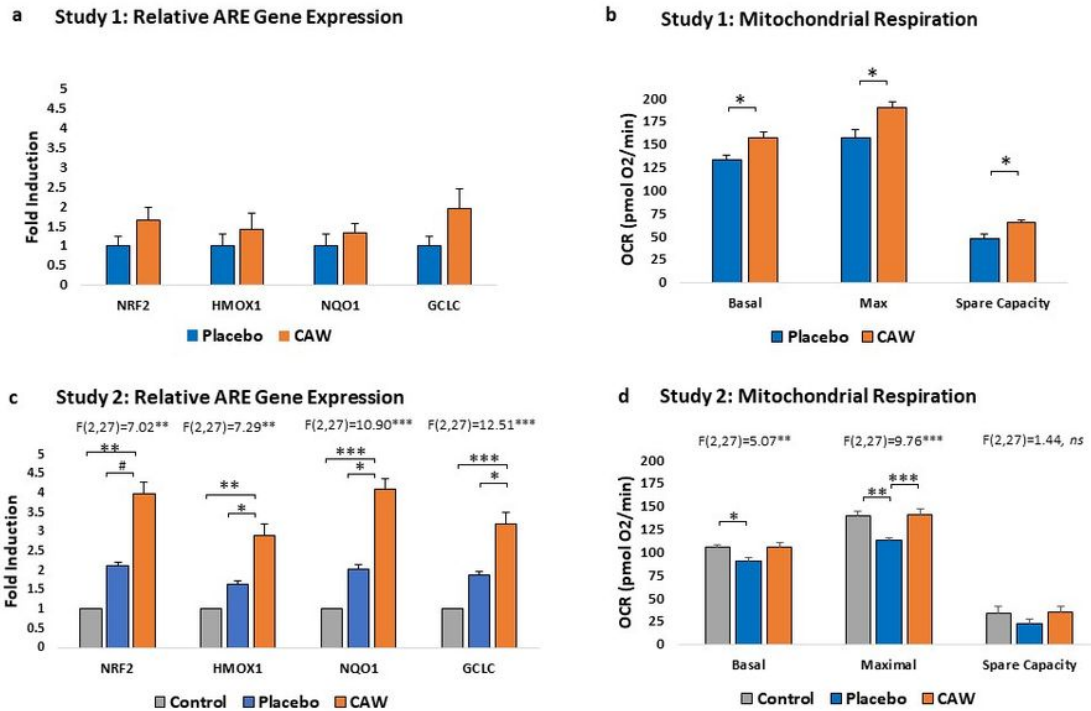 a Study 1: Relative ARE Gene Expression
Fold Induction
5
4.5
4
3.5
3
2.5
2
1.5
1
0.5
0
NRF2 HMOX1 NQO1 GCLC
Placebo CAW
b Study 1: Mitochondrial Respiration
OCR (pmol O2/min)
200
175
150
125
100
75
50
25
0
* * *
Basal Max Spare Capacity
Placebo CAW
c Study 2: Relative ARE Gene Expression
F(2,27)=7.02** F(2,27)=7.29** F(2,27)=10.90*** F(2,27)=12.51***
Fold Induction
5
4.5
4
3.5
3
2.5
2
1.5
1
0.5
0
** # ** * *** * *** *
NRF2 HMOX1 NQO1 GCLC
Control Placebo CAW
d Study 2: Mitochondrial Respiration
F(2,27)=5.07** F(2,27)=9.76*** F(2,27)=1.44, ns
OCR (pmol O2/min)
200
175
150
125
100
75
50
25
0
* ** ***
Basal Maximal Spare Capacity
Control Placebo CAW